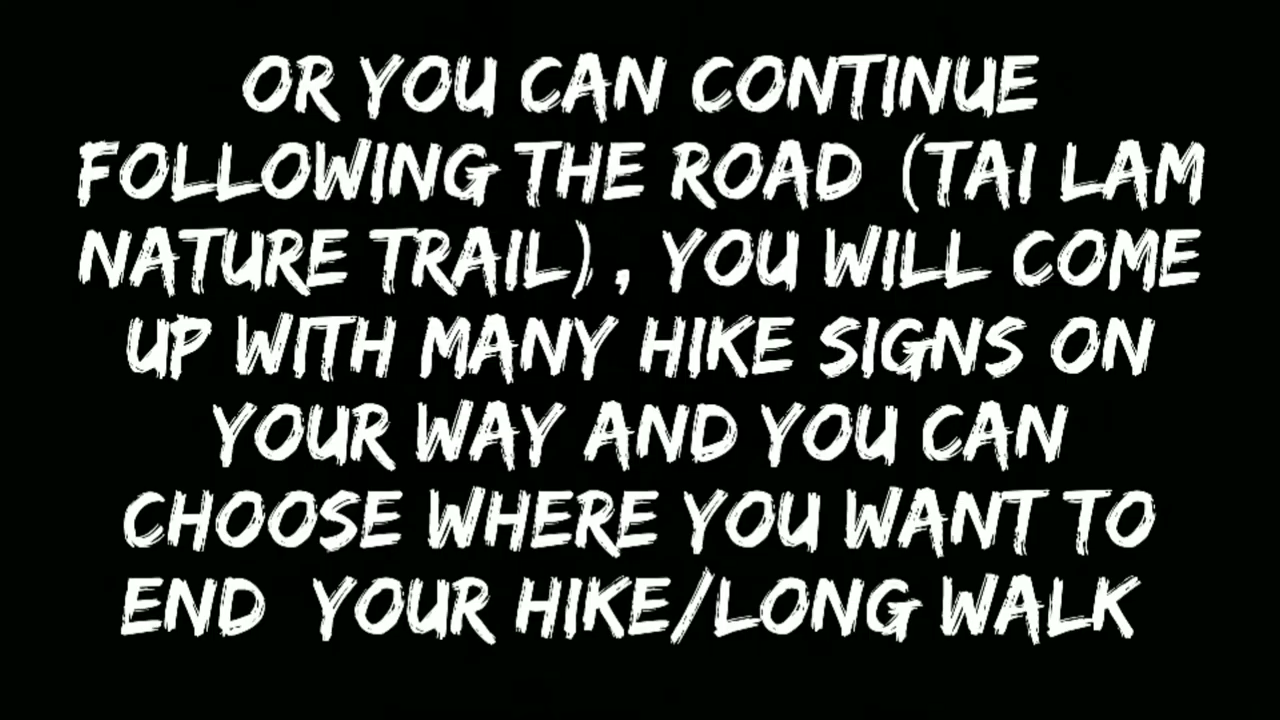 OR YOU CAN CONTINUE
FOLLOWING THE ROAD (TAI LAM
NATURE TRAIL) , YOU WILL COME
UP WITH MANY HIKE SIGNS ON
YOUR WAY AND YOU CAN
CHOOSE WHERE YOU WANT TO
END YOUR HIKE/LONG WALK